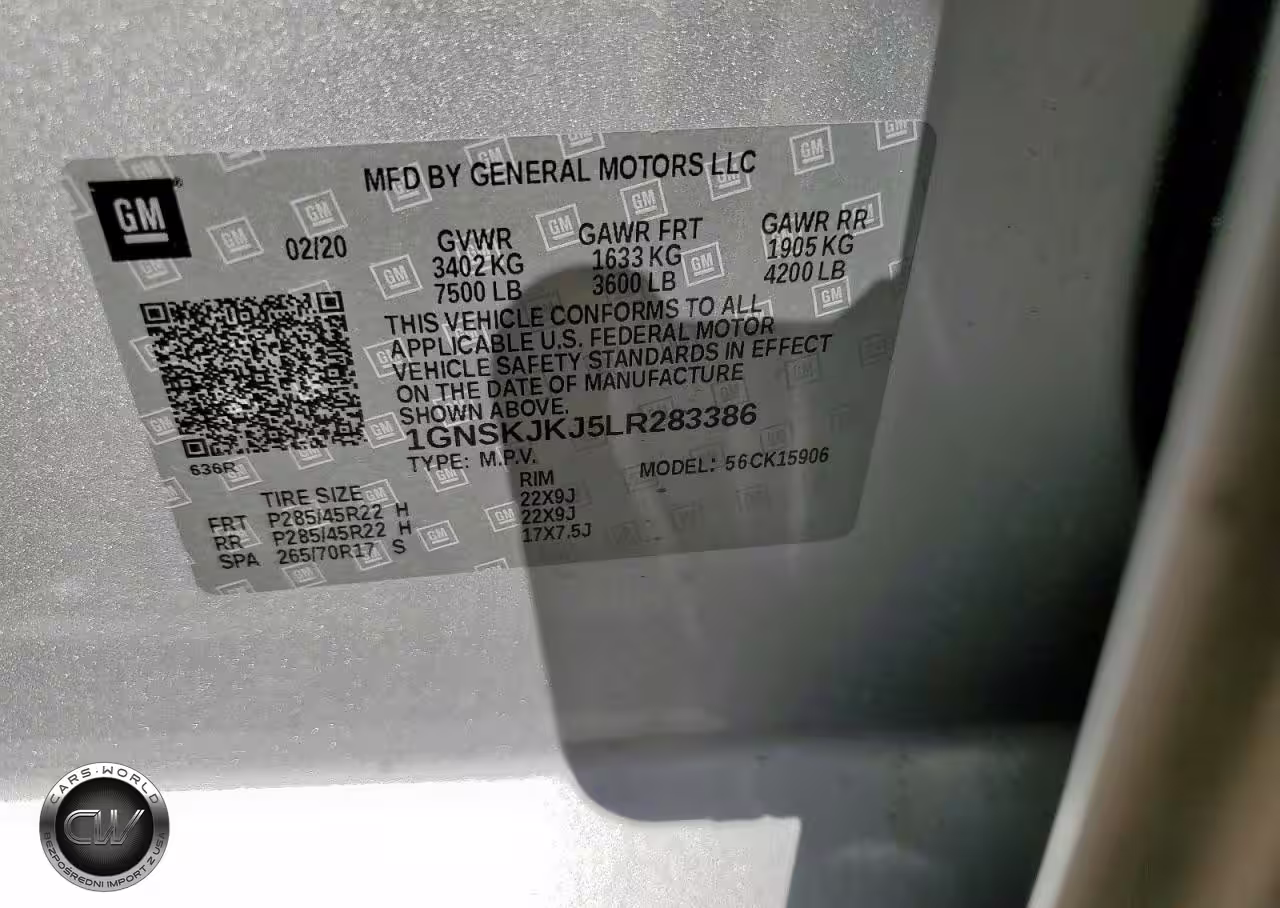 MFD BY GENERAL MOTORS LLC
GM
02/20
GVWR GAWR FRT GAWR RR
3402 KG 1633 KG 1905 KG
7500 LB 3600 LB 4200 LB
THIS VEHICLE CONFORMS TO ALL
APPLICABLE U.S. FEDERAL MOTOR
VEHICLE SAFETY STANDARDS IN EFFECT
ON THE DATE OF MANUFACTURE
SHOWN ABOVE.
1GNSKJKJ5LR283386
636R
TYPE: M.P.V. MODEL: 56CK15906
TIRE SIZE RIM
FRT P285/45R22 H 22X9J
RR P285/45R22 H 22X9J
SPA 265/70R17 S 17X7.5J
CARS·WORLD
CW
BEZPOŚREDNI IMPORT Z USA